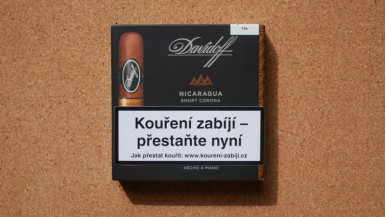 Davidoff
NICARAGUA
SHORT CORONA
Kouření zabíjí –
přestaňte nyní
Jak přestat kouřit: www.koureni-zabiji.cz
HECHO A MANO